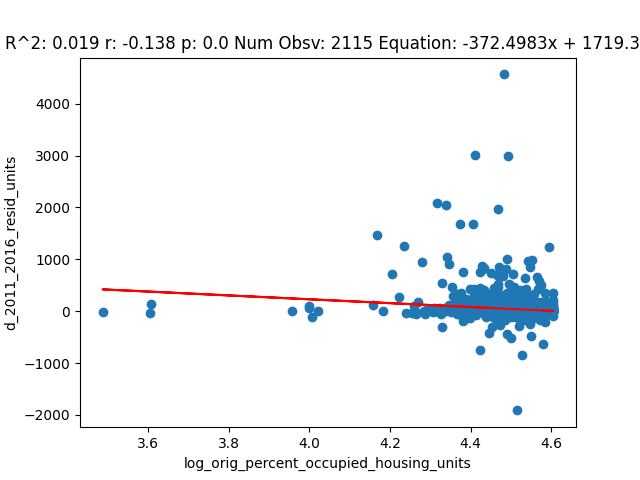 R^2: 0.019 r: -0.138 p: 0.0 Num Obsv: 2115 Equation: -372.4983x + 1719.3
4000
3000
2000
1000
0
−1000
−2000
d_2011_2016_resid_units
3.6 3.8 4.0 4.2 4.4 4.6
log_orig_percent_occupied_housing_units